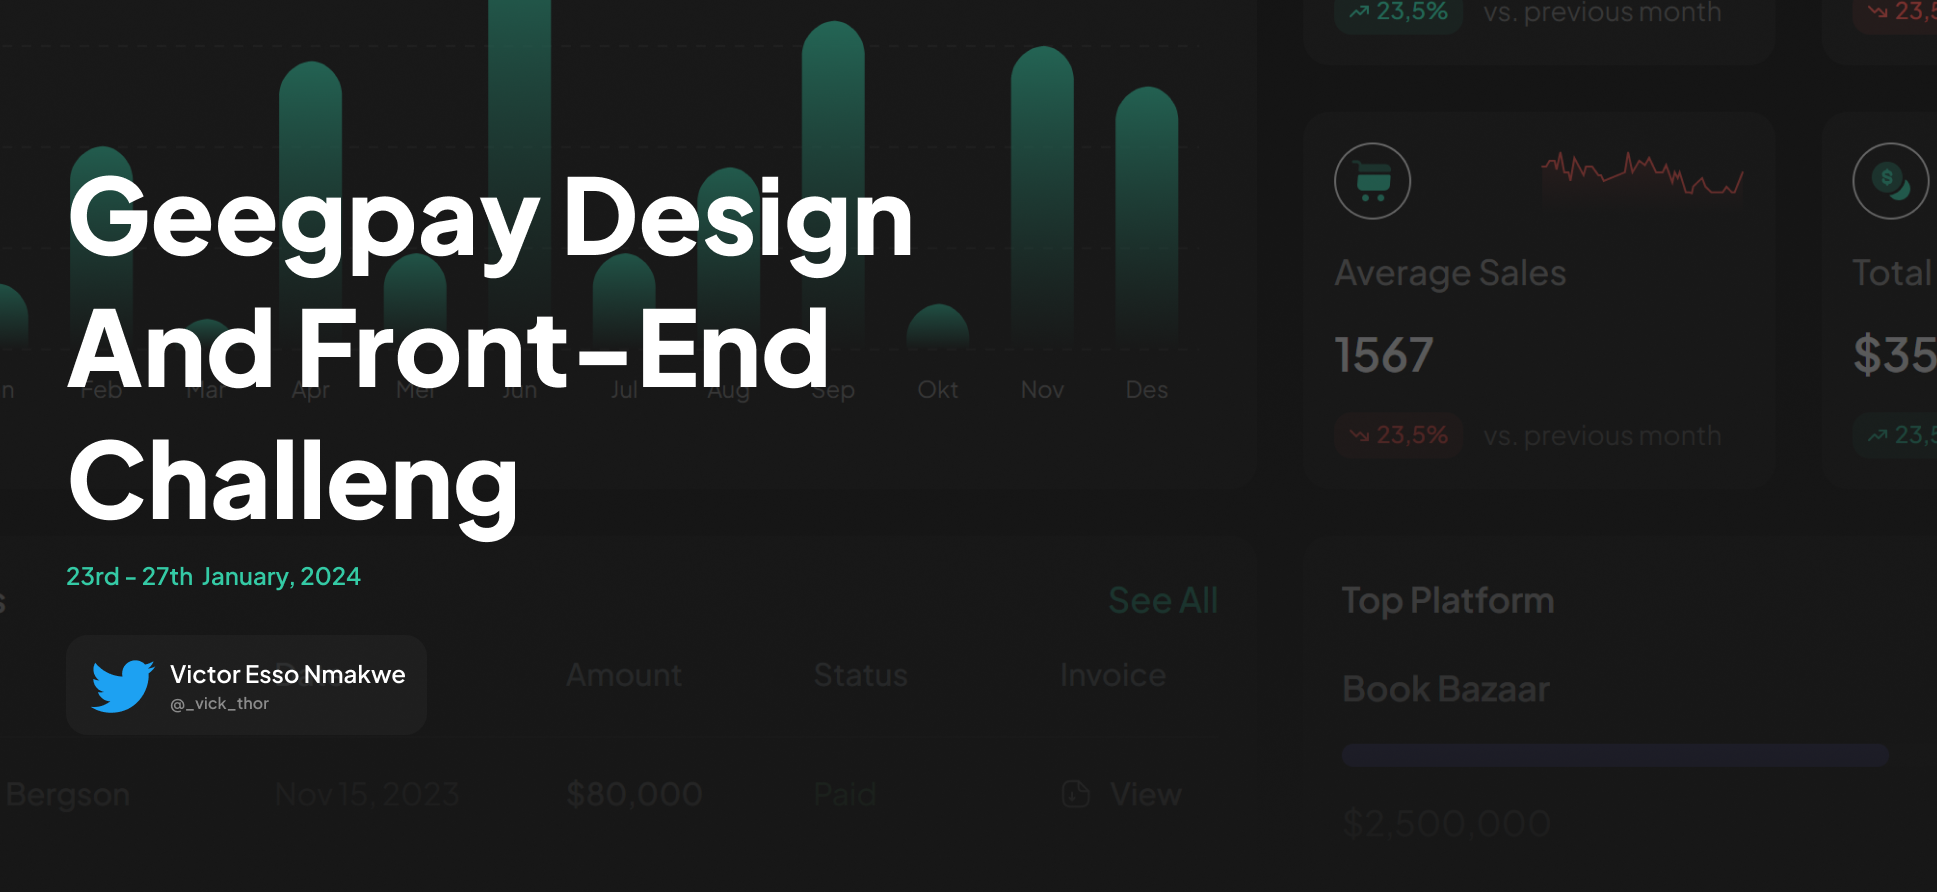 23,5% vs. previous month
23,5
Geegpay Design
And Front-End
Challeng
Feb Mar Apr Mei Jun Jul Aug Sep Okt Nov Des
23rd - 27th January, 2024
Victor Esso Nmakwe
@_vick_thor
Average Sales
1567
23,5% vs. previous month
Total
$35
23,5
See All
Amount Status Invoice
Bergson Nov 15, 2023 $80,000 Paid View
Top Platform
Book Bazaar
$2,500,000